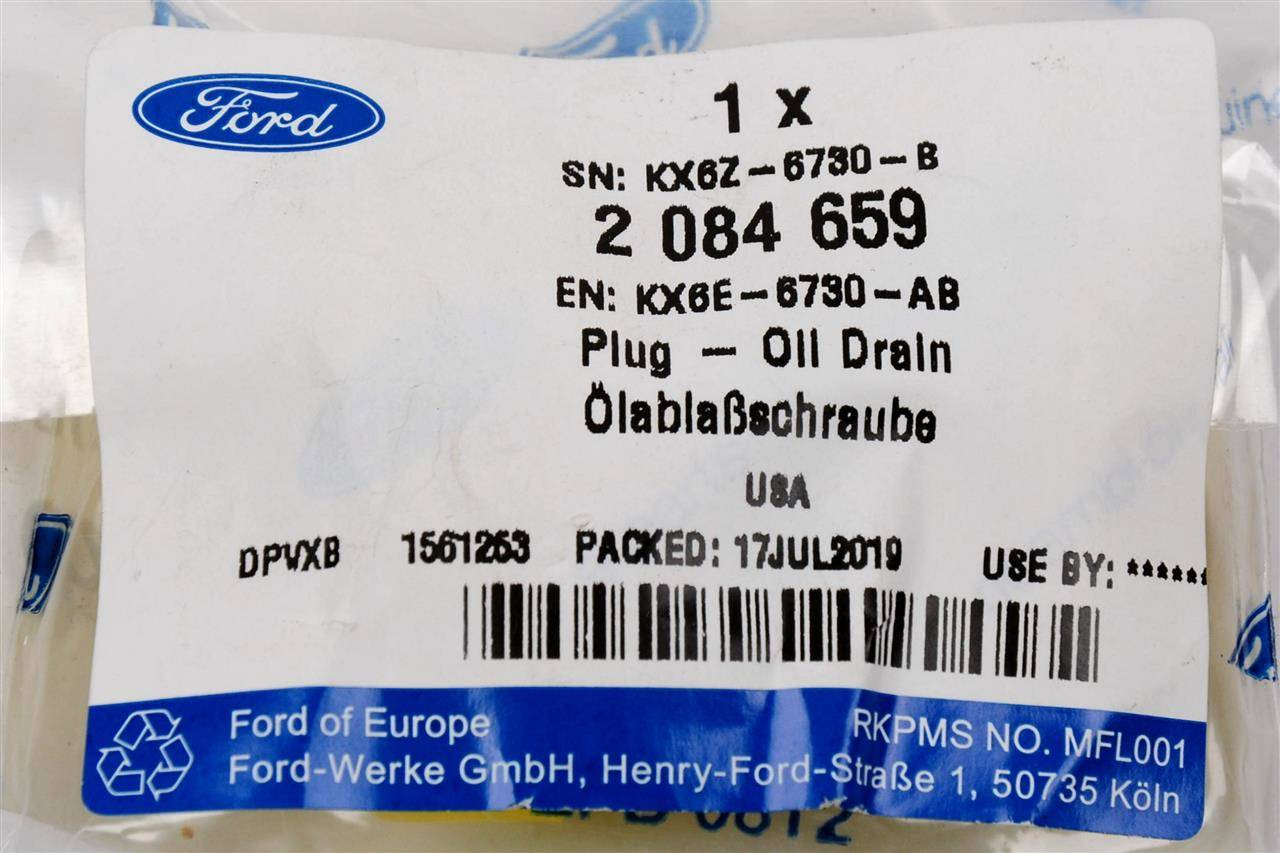 Ford
1 x
SN: KX6Z-6730-B
2 084 659
EN: KX6E-6730-AB
Plug - Oil Drain
Ölablaßschraube
USA
DPVXB 1561263 PACKED: 17JUL2019 USE BY: ******
Ford of Europe
RKPMS NO. MFL001
Ford-Werke GmbH, Henry-Ford-Straße 1, 50735 Köln